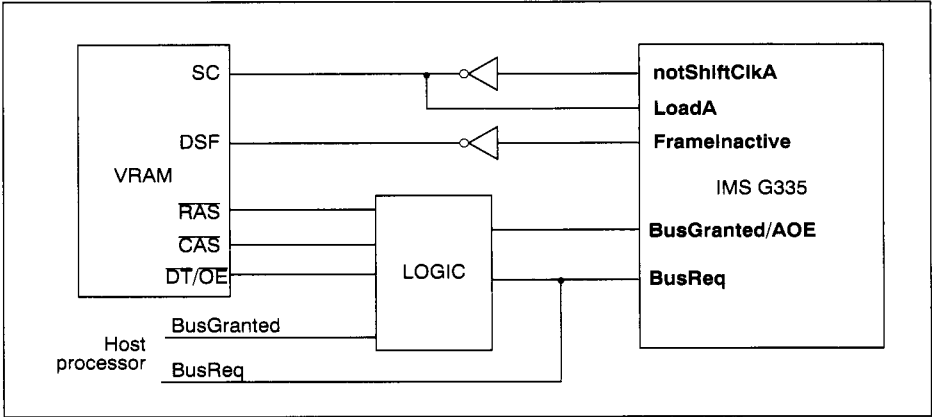 SC
notShiftClkA
LoadA
DSF
FrameInactive
VRAM
IMS G335
RAS
BusGranted/AOE
CAS
LOGIC
BusReq
DT/OE
BusGranted
Host
processor
BusReq